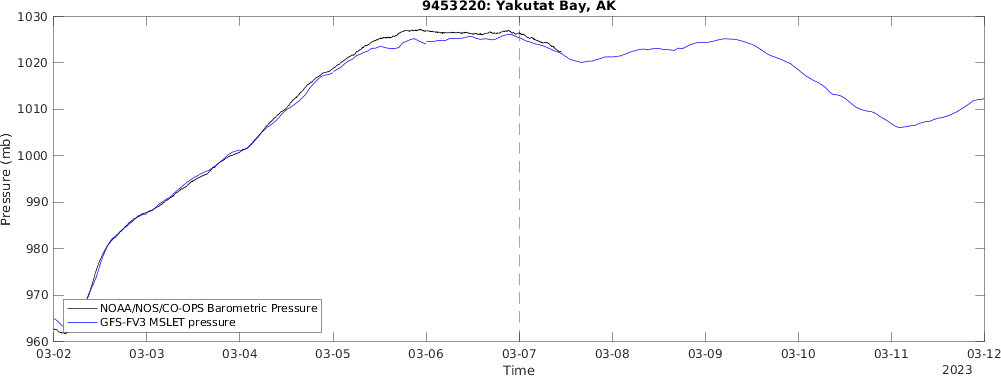 9453220: Yakutat Bay, AK
Pressure (mb)
1030
1020
1010
1000
990
980
970
960
NOAA/NOS/CO-OPS Barometric Pressure
GFS-FV3 MSLET pressure
03-02 03-03 03-04 03-05 03-06 03-07 03-08 03-09 03-10 03-11 03-12
Time
2023